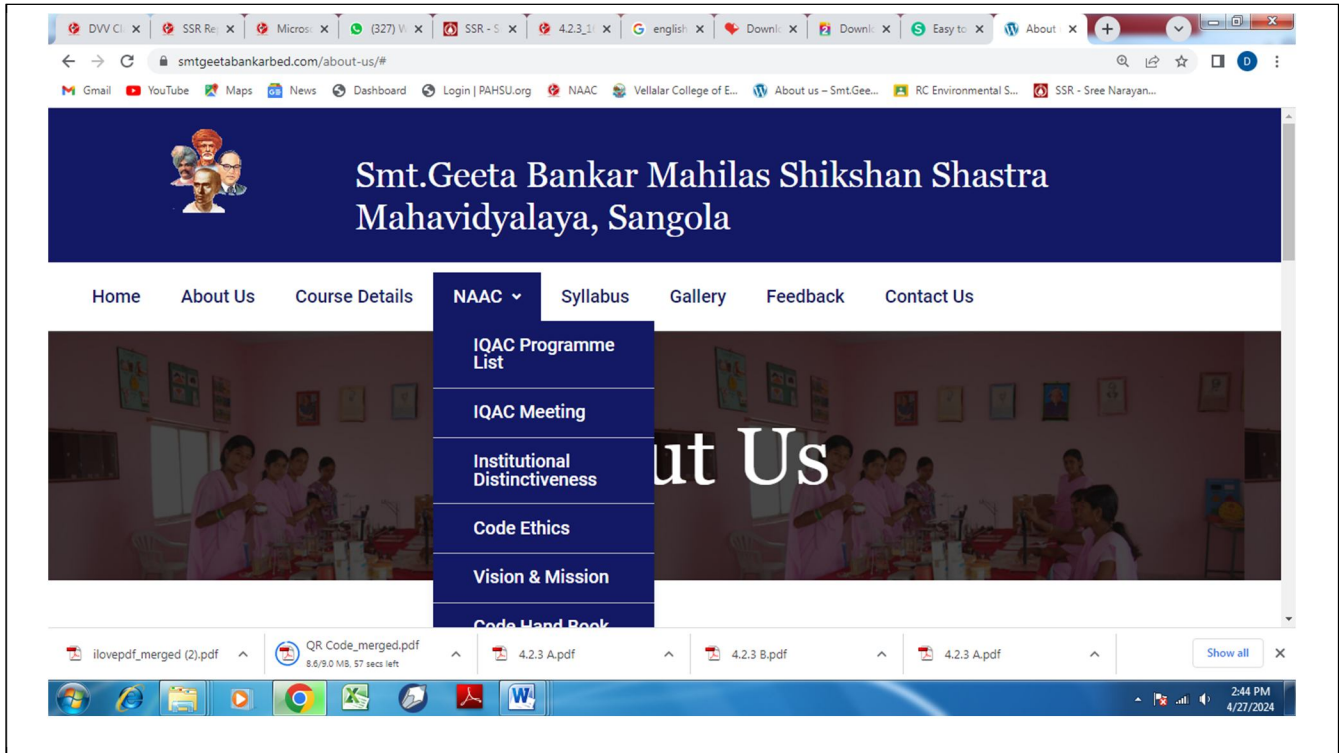 DVV Cl
SSR Re
Micros
(327) W
SSR - S
4.2.3_1
english
Downlo
Downlo
Easy to
About
smtgeetabankarbed.com/about-us/#
D
Gmail YouTube Maps News Dashboard Login | PAHSU.org NAAC Vellalar College of E... About us – Smt.Gee... RC Environmental S... SSR - Sree Narayan...
Smt.Geeta Bankar Mahilas Shikshan Shastra
Mahavidyalaya, Sangola
Home About Us Course Details NAAC Syllabus Gallery Feedback Contact Us
IQAC Programme
List
IQAC Meeting
Institutional
Distinctiveness
ut Us
Code Ethics
Vision & Mission
Code Hand Book
ilovepdf_merged (2).pdf
QR Code_merged.pdf
8.6/9.0 MB, 57 secs left
4.2.3 A.pdf
4.2.3 B.pdf
4.2.3 A.pdf
Show all
2:44 PM
4/27/2024